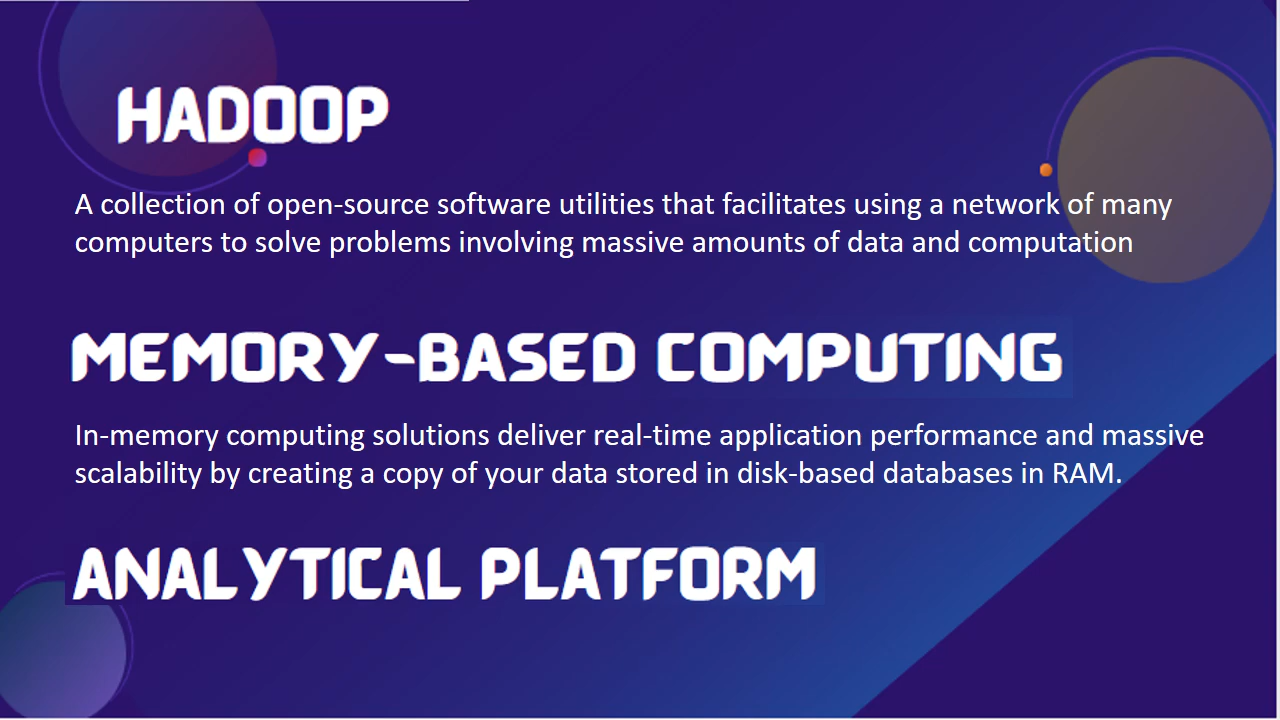 HADOOP
A collection of open-source software utilities that facilitates using a network of many
computers to solve problems involving massive amounts of data and computation
MEMORY-BASED COMPUTING
In-memory computing solutions deliver real-time application performance and massive
scalability by creating a copy of your data stored in disk-based databases in RAM.
ANALYTICAL PLATFORM